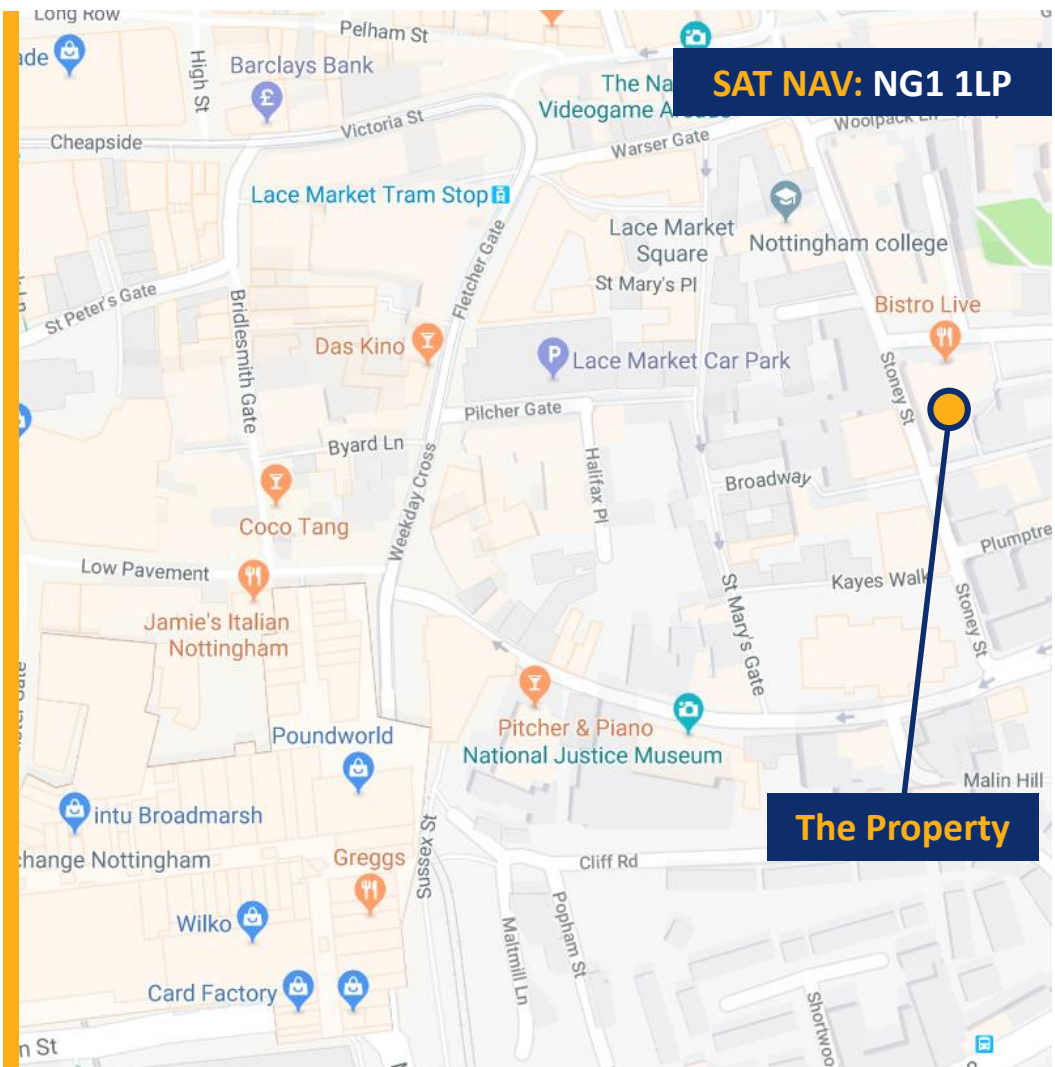 Long Row
Pelham St
ade
High St
Barclays Bank
The Na
SAT NAV: NG1 1LP
Videogame Arcade
Cheapside
Victoria St
Woolpack Ln
Warser Gate
Lace Market Tram Stop
Lace Market
Square
Nottingham college
Fletcher Gate
St Mary's Pl
St Peter's Gate
Bridlesmith Gate
Bistro Live
Das Kino
Lace Market Car Park
Stoney St
Pilcher Gate
Byard Ln
Halifax Pl
Broadway
Weekday Cross
Coco Tang
Plumptre
Low Pavement
Kayes Walk
St Mary's Gate
Stoney St
Jamie's Italian
Nottingham
Pitcher & Piano
National Justice Museum
Poundworld
Malin Hill
intu Broadmarsh
The Property
Sussex St
change Nottingham
Greggs
Cliff Rd
Wilko
Maltmill Ln
Popham St
Card Factory
Shortwoo
n St